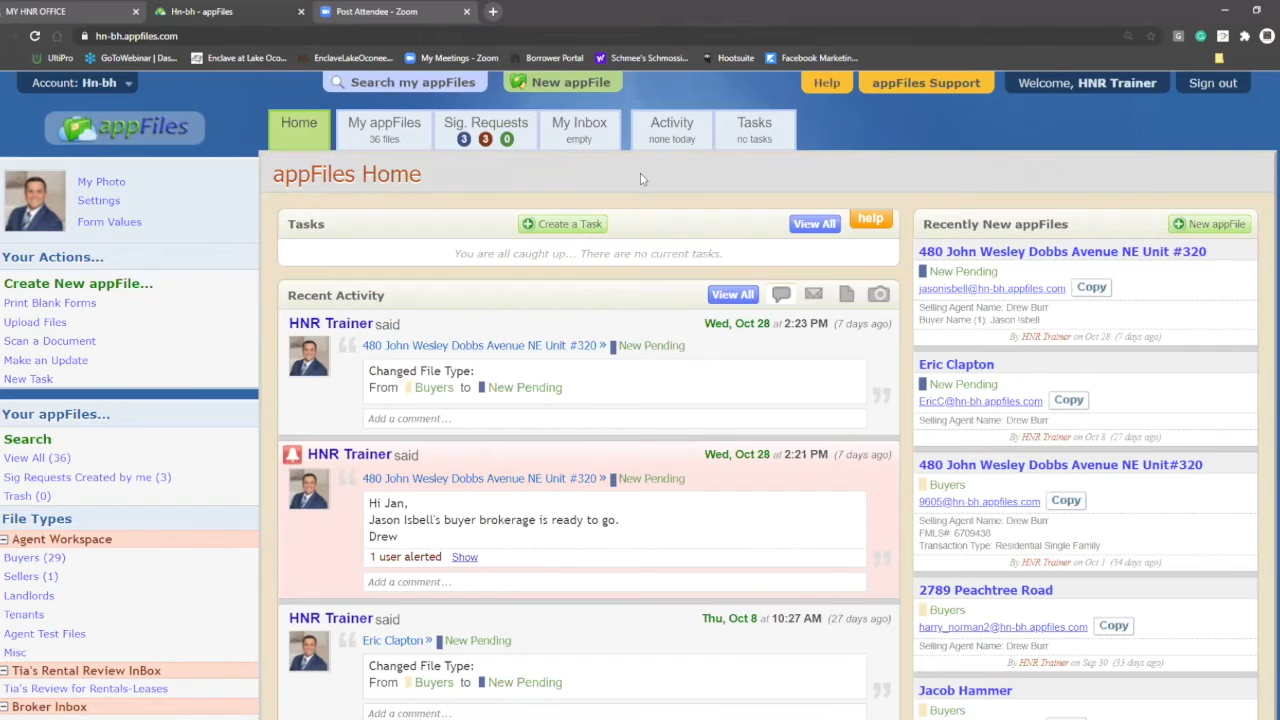 MY HNR OFFICE
Hn-bh - appFiles
Post Attendee - Zoom
hn-bh.appfiles.com
UltiPro
GoToWebinar | Das...
Enclave at Lake Oco...
EnclaveLakeOconee...
My Meetings - Zoom
Borrower Portal
Schmee's Schmossi...
Hootsuite
Facebook Marketin...
Account: Hn-bh
Search my appFiles
New appFile
Help
appFiles Support
Welcome, HNR Trainer
Sign out
appFiles
Home
My appFiles
36 files
Sig. Requests
3 3 0
My Inbox
empty
Activity
none today
Tasks
no tasks
My Photo
Settings
Form Values
Your Actions...
Create New appFile...
Print Blank Forms
Upload Files
Scan a Document
Make an Update
New Task
Your appFiles...
Search
View All (36)
Sig Requests Created by me (3)
Trash (0)
File Types
Agent Workspace
Buyers (29)
Sellers (1)
Landlords
Tenants
Agent Test Files
Misc
Tia's Rental Review InBox
Tia's Review for Rentals-Leases
Broker Inbox
appFiles Home
Tasks
Create a Task
View All
help
You are all caught up... There are no current tasks.
Recent Activity
View All
HNR Trainer said
Wed, Oct 28 at 2:23 PM (7 days ago)
480 John Wesley Dobbs Avenue NE Unit #320 » New Pending
Changed File Type:
From Buyers to New Pending
Add a comment...
HNR Trainer said
Wed, Oct 28 at 2:21 PM (7 days ago)
480 John Wesley Dobbs Avenue NE Unit #320 » New Pending
Hi Jan,
Jason Isbell's buyer brokerage is ready to go.
Drew
1 user alerted Show
Add a comment...
HNR Trainer said
Thu, Oct 8 at 10:27 AM (27 days ago)
Eric Clapton » New Pending
Changed File Type:
From Buyers to New Pending
Add a comment...
Recently New appFiles
New appFile
480 John Wesley Dobbs Avenue NE Unit #320
New Pending
jasonisbell@hn-bh.appfiles.com Copy
Selling Agent Name: Drew Burr
Buyer Name (1): Jason Isbell
By HNR Trainer on Oct 28 (7 days ago)
Eric Clapton
New Pending
EricC@hn-bh.appfiles.com Copy
Selling Agent Name: Drew Burr
By HNR Trainer on Oct 8 (27 days ago)
480 John Wesley Dobbs Avenue NE Unit#320
Buyers
9605@hn-bh.appfiles.com Copy
Selling Agent Name: Drew Burr
FMLS#: 6709438
Transaction Type: Residential Single Family
By HNR Trainer on Oct 1 (34 days ago)
2789 Peachtree Road
Buyers
harry_norman2@hn-bh.appfiles.com Copy
Selling Agent Name: Drew Burr
By HNR Trainer on Sep 30 (35 days ago)
Jacob Hammer
Buyers